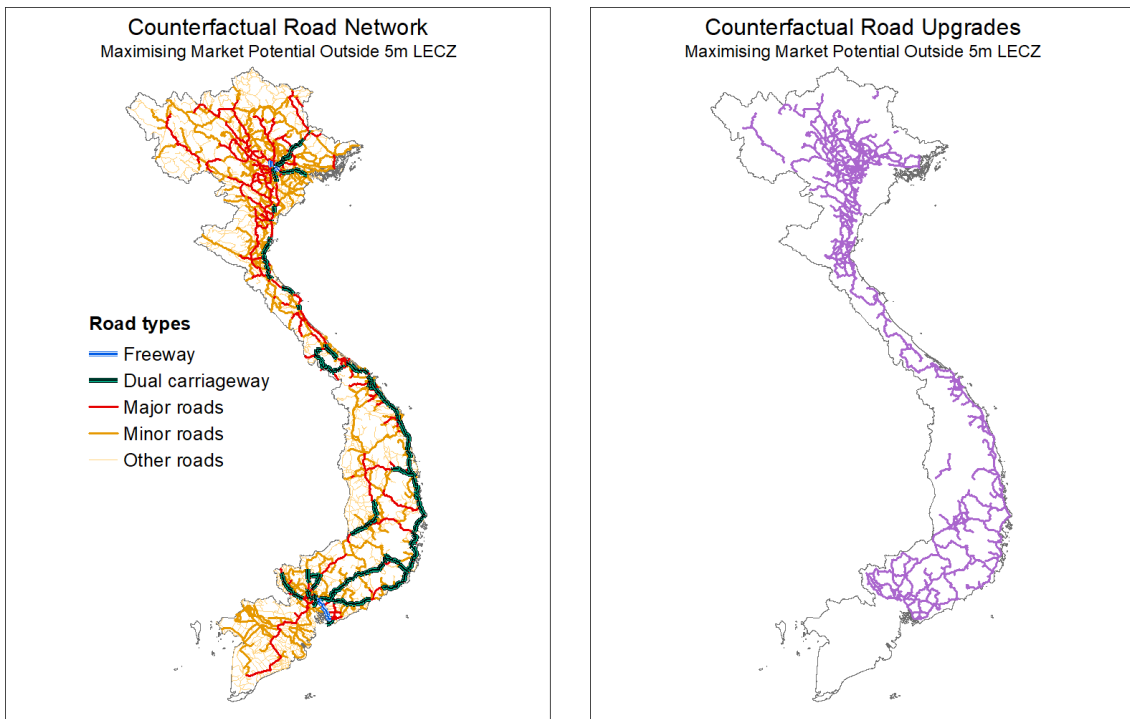 Counterfactual Road Network
Maximising Market Potential Outside 5m LECZ
Road types
Freeway
Dual carriageway
Major roads
Minor roads
Other roads
Counterfactual Road Upgrades
Maximising Market Potential Outside 5m LECZ